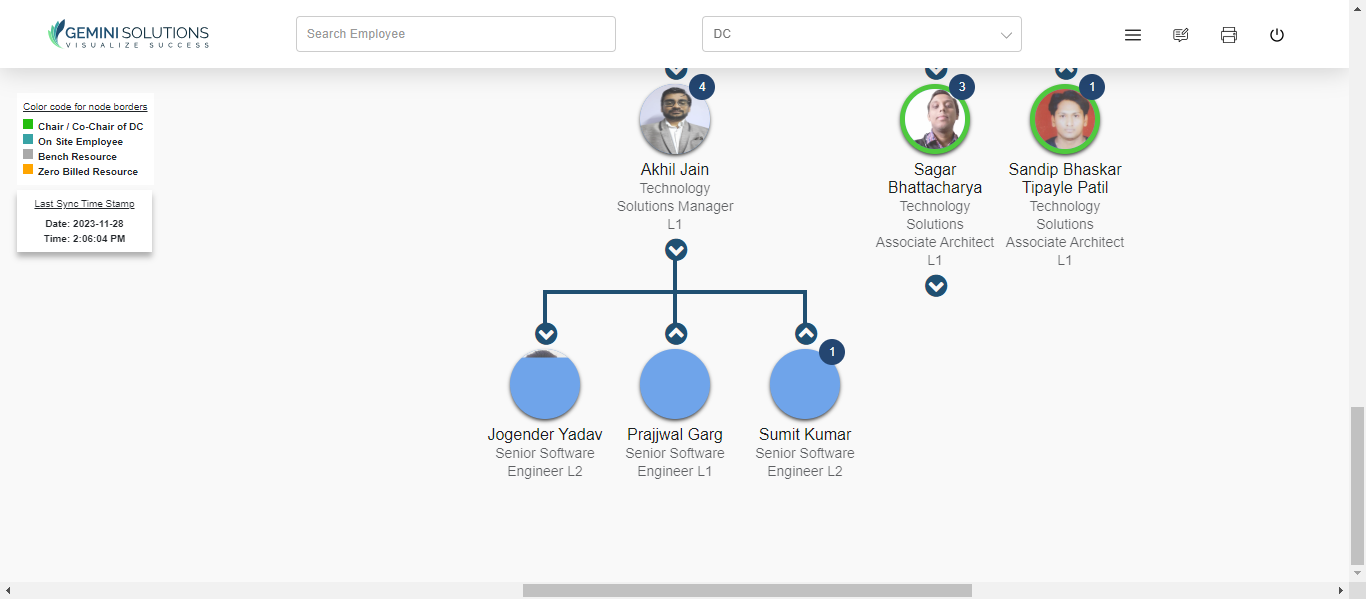 GEMINI SOLUTIONS
VISUALIZE SUCCESS
Search Employee
DC
Color code for node borders
Chair / Co-Chair of DC
On Site Employee
Bench Resource
Zero Billed Resource
Last Sync Time Stamp
Date: 2023-11-28
Time: 2:06:04 PM
4
Akhil Jain
Technology
Solutions Manager
L1
3
Sagar
Bhattacharya
Technology
Solutions
Associate Architect
L1
1
Sandip Bhaskar
Tipayle Patil
Technology
Solutions
Associate Architect
L1
Jogender Yadav
Senior Software
Engineer L2
Prajjwal Garg
Senior Software
Engineer L1
1
Sumit Kumar
Senior Software
Engineer L2